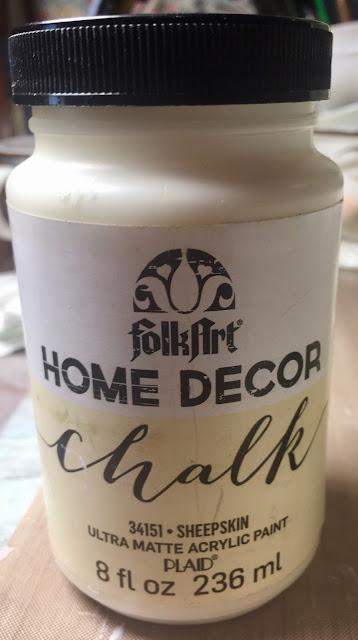 folkArt®
HOME DECOR
chalk
34151 • SHEEPSKIN
ULTRA MATTE ACRYLIC PAINT
PLAID®
8 fl oz 236 ml